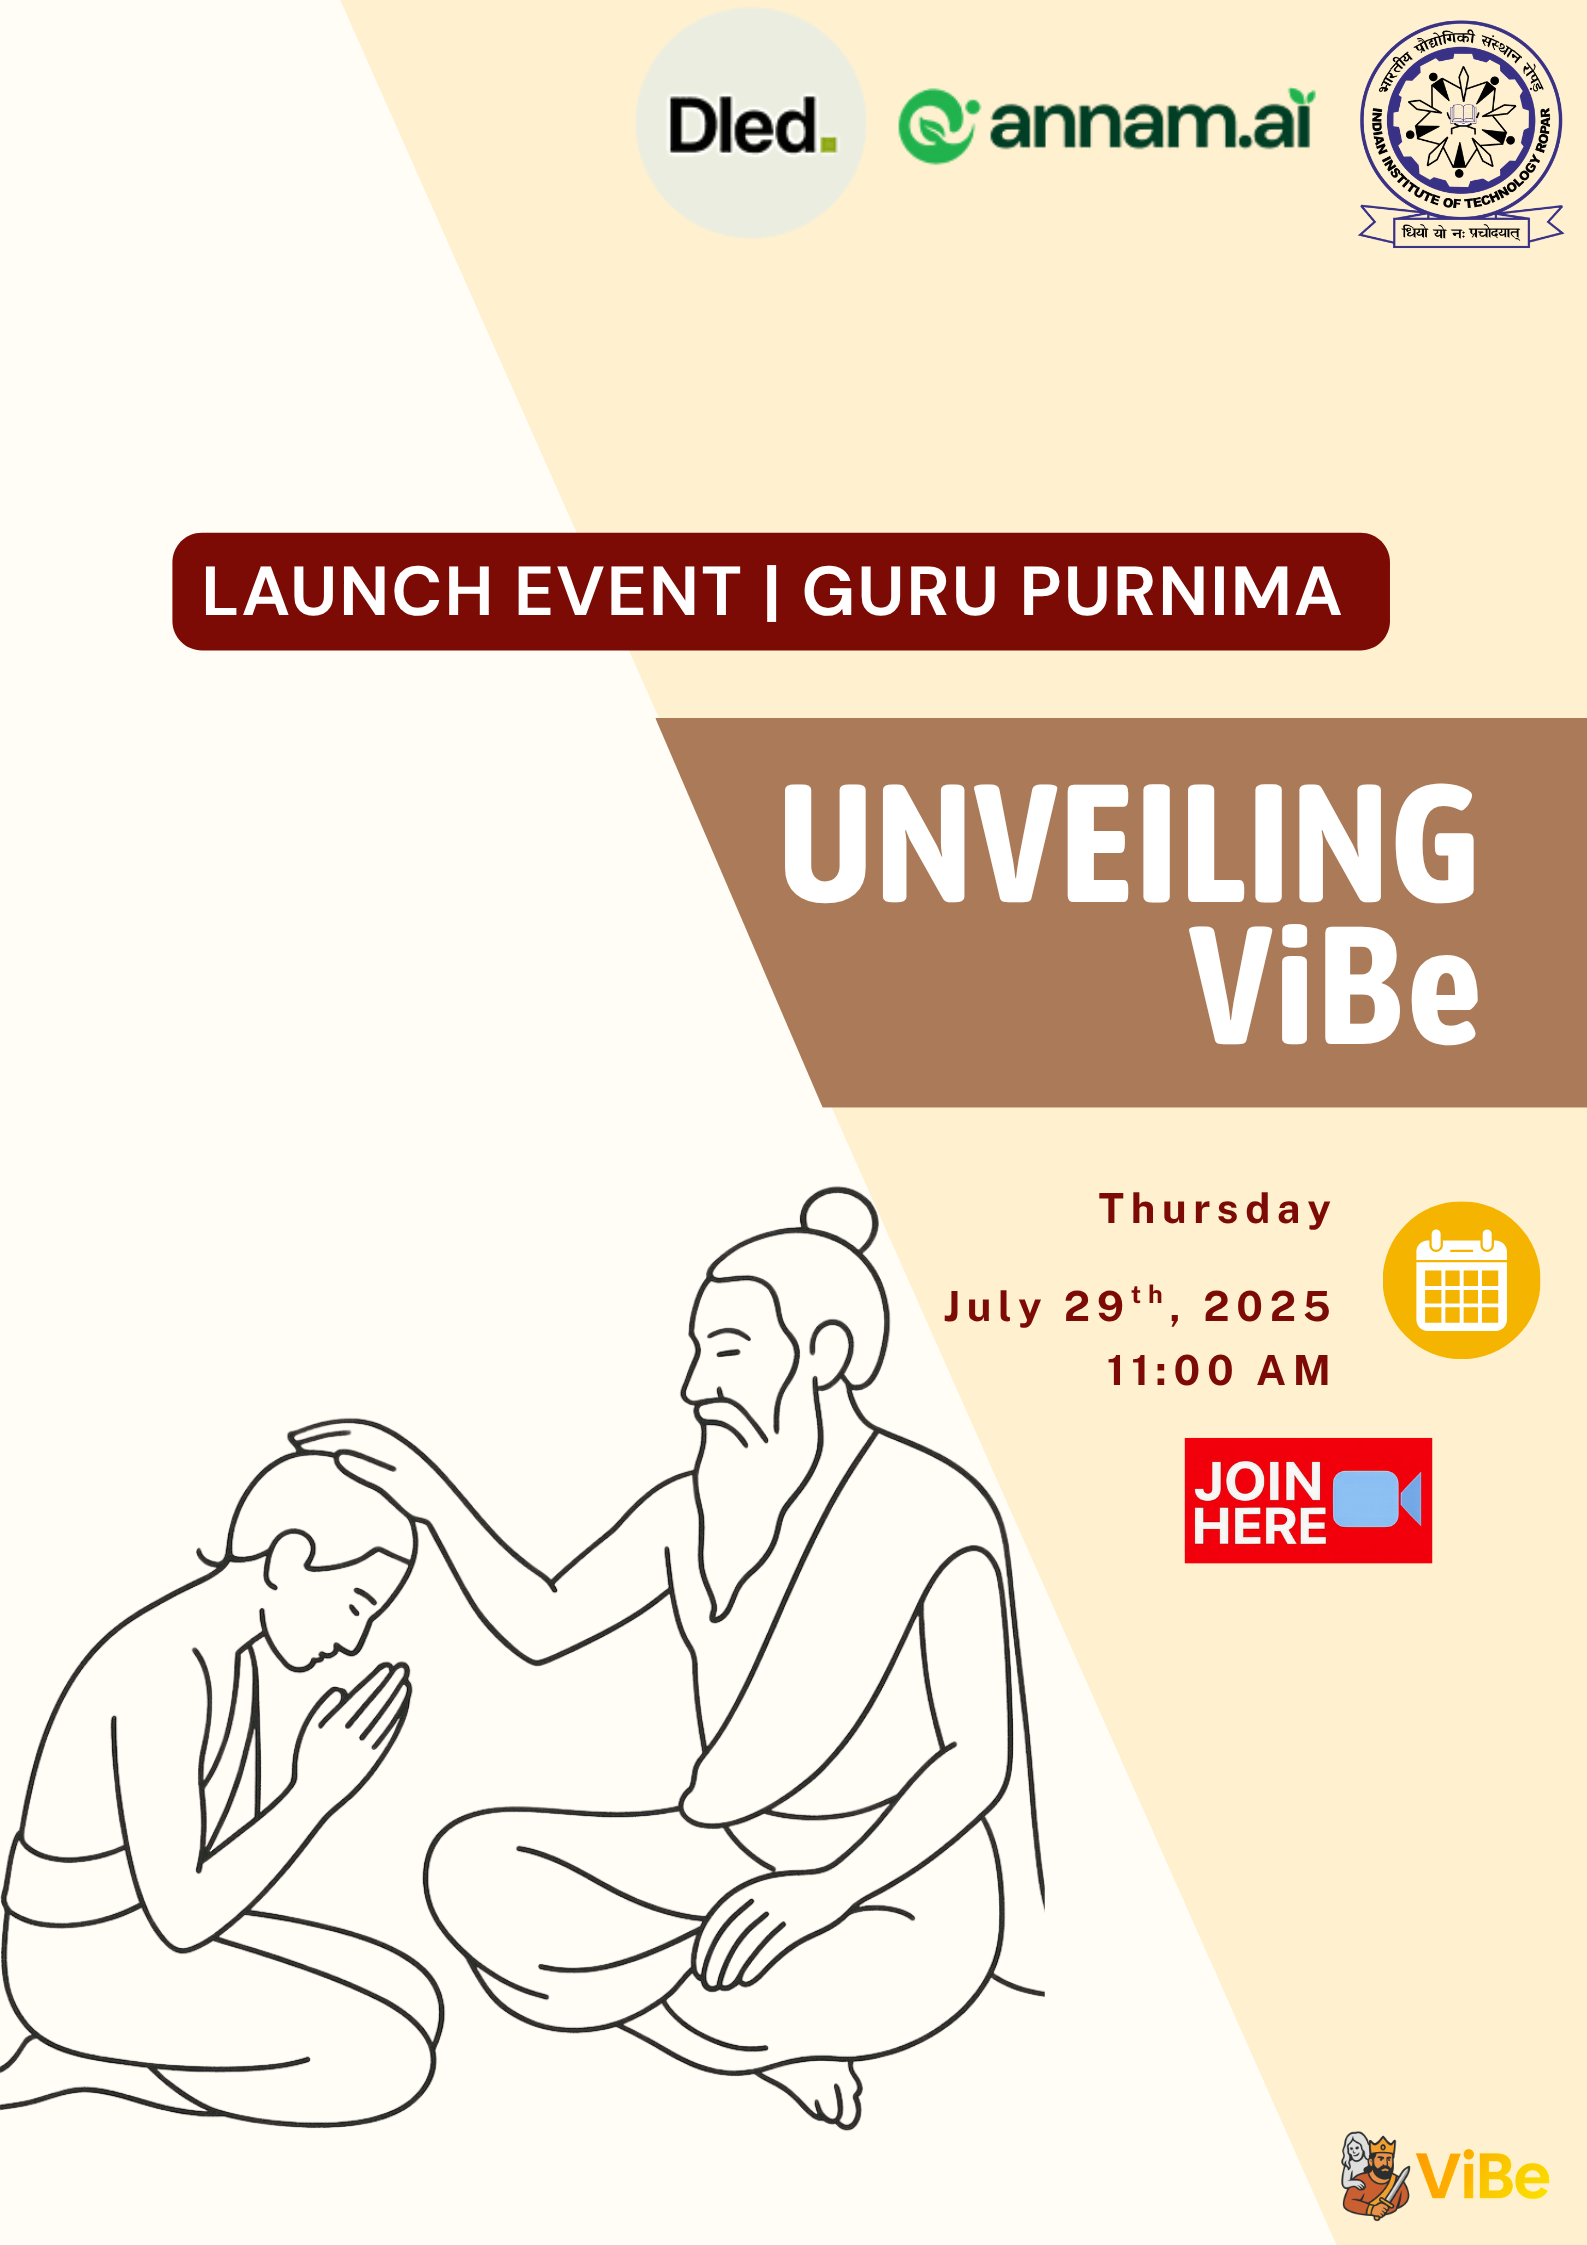 Dled.
annam.ai
भारतीय प्रौद्योगिकी संस्थान रोपड़
INDIAN INSTITUTE OF TECHNOLOGY ROPAR
धियो यो नः प्रचोदयात्
LAUNCH EVENT | GURU PURNIMA
UNVEILING
ViBe
Thursday
July 29th, 2025
11:00 AM
JOIN
HERE
ViBe